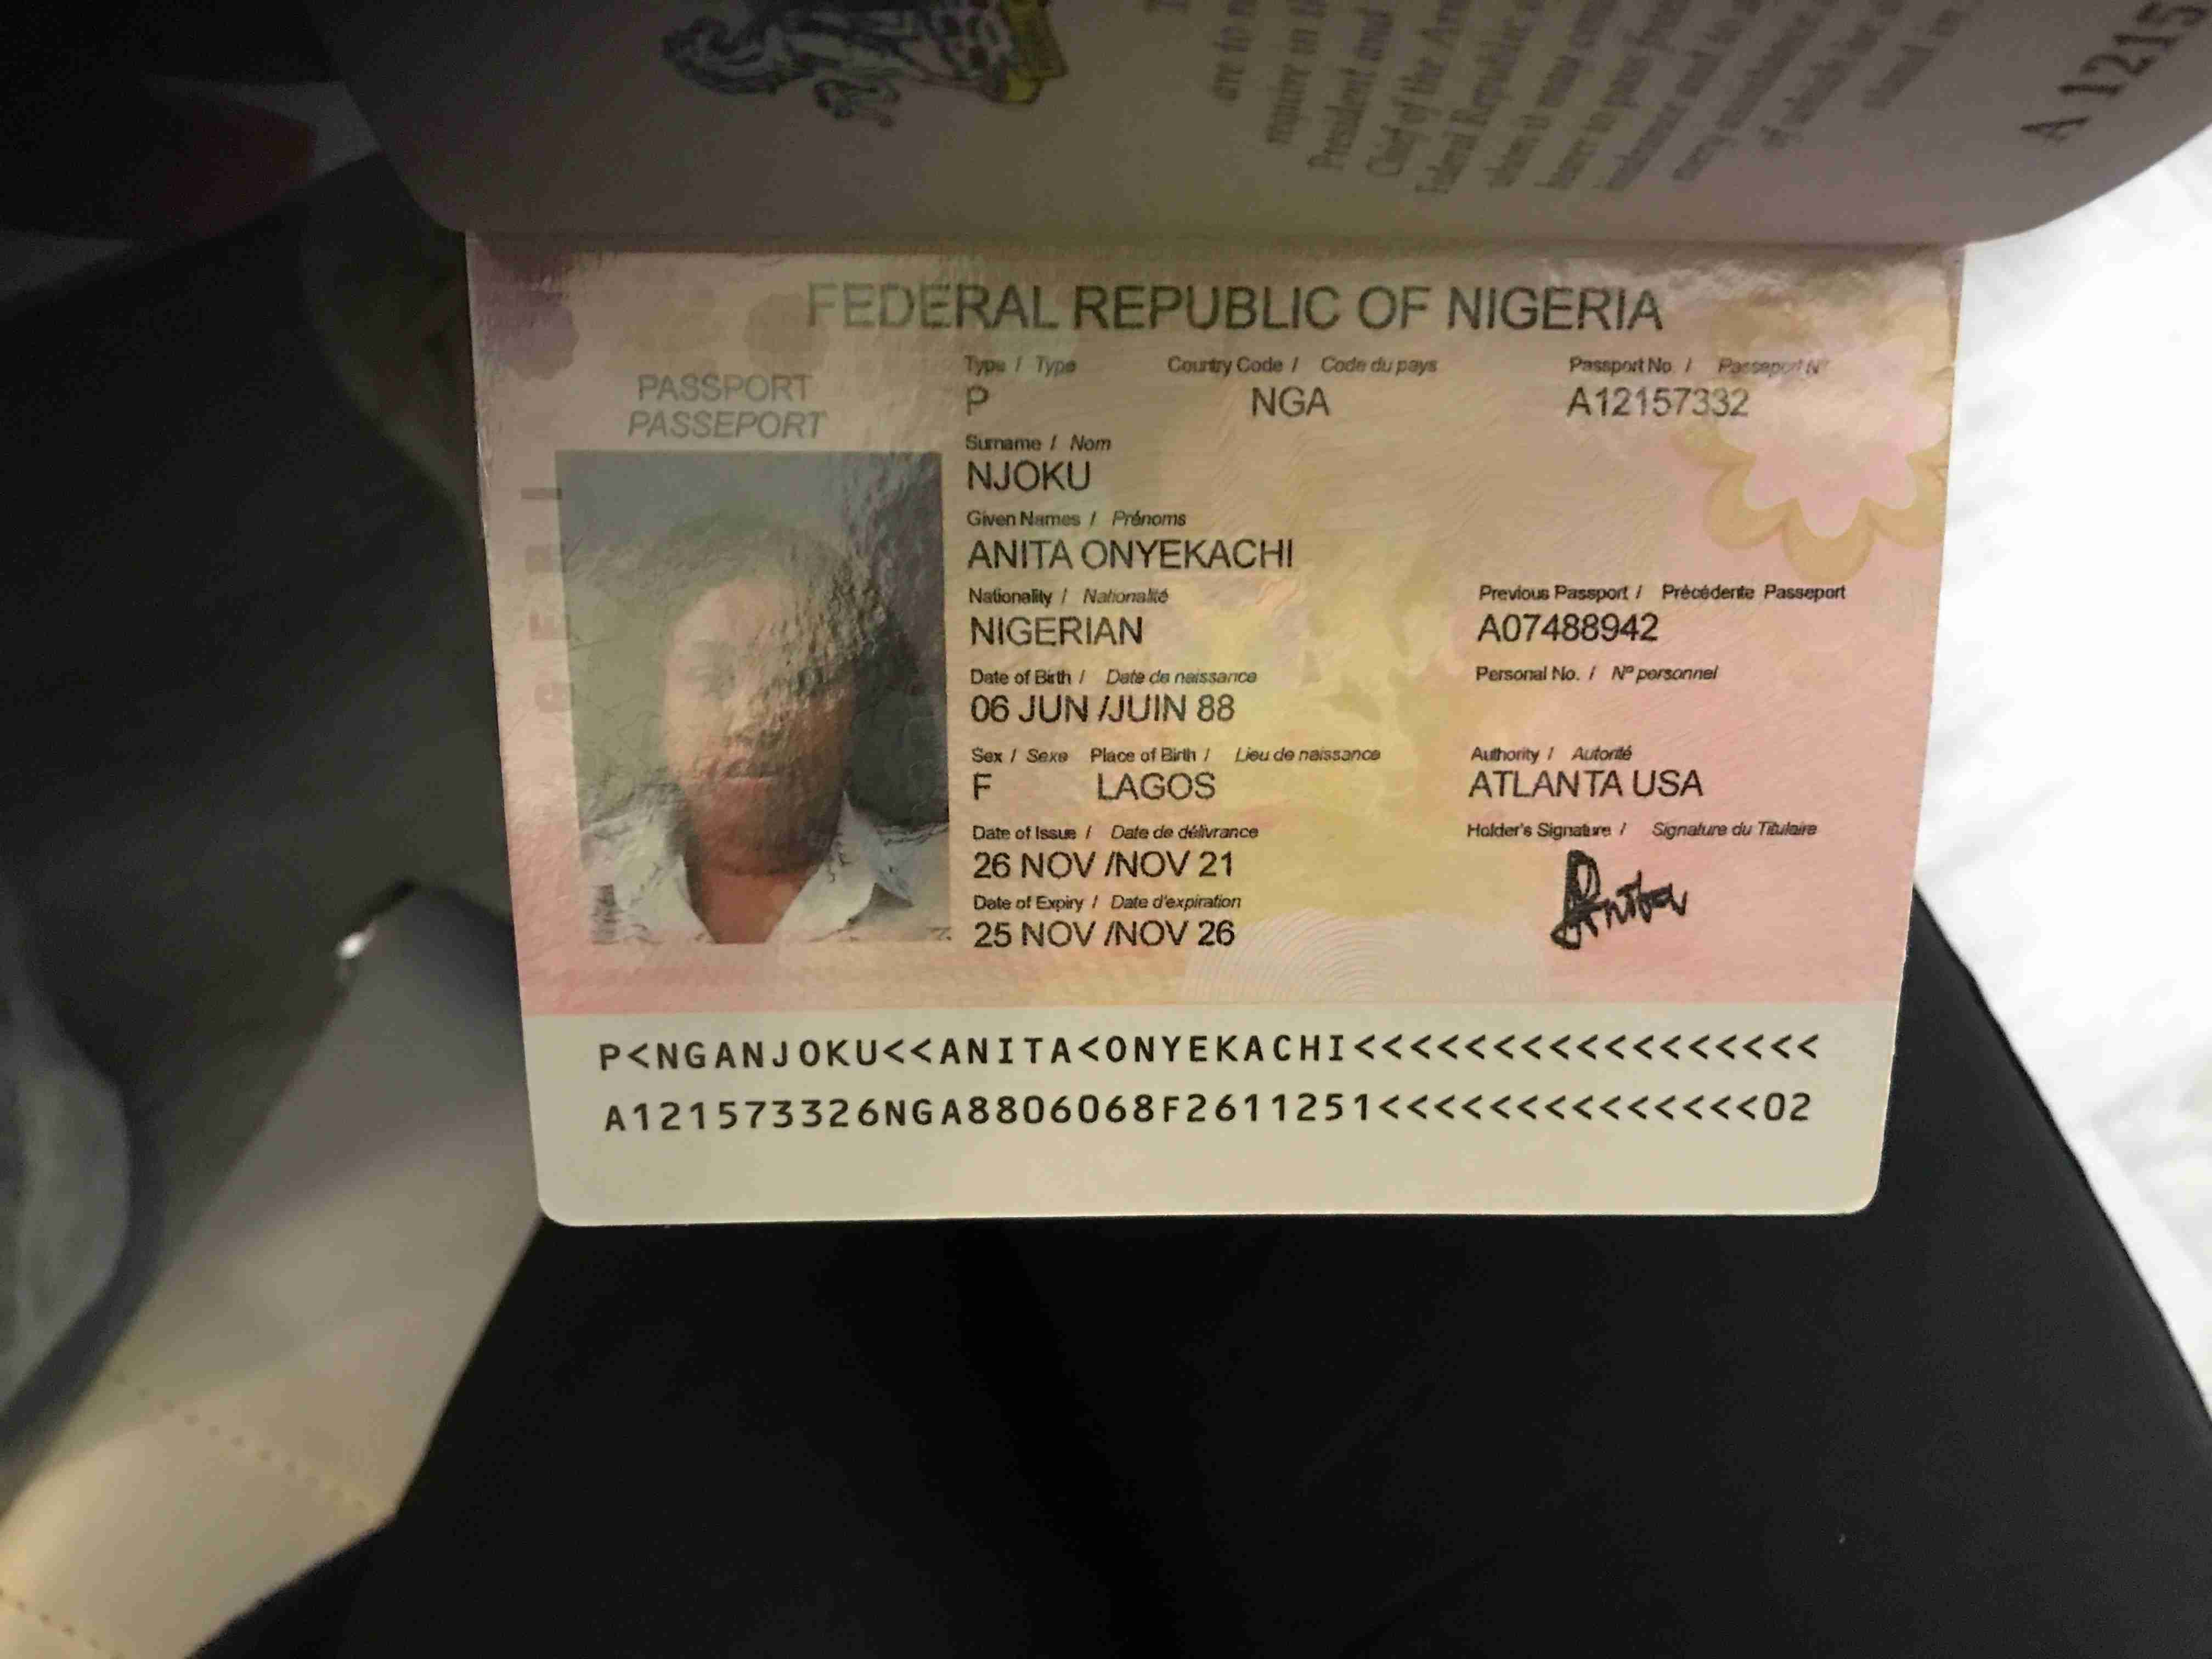 A 1215
FEDERAL REPUBLIC OF NIGERIA
PASSPORT
PASSEPORT
Type / Type Country Code / Code du pays Passport No. / Passeport N°
P NGA A12157332
Surname / Nom
NJOKU
Given Names / Prénoms
ANITA ONYEKACHI
Nationality / Nationalité Previous Passport / Précédente Passeport
NIGERIAN A07488942
Date of Birth / Date de naissance Personal No. / Nº personnel
06 JUN /JUIN 88
Sex / Sexe Place of Birth / Lieu de naissance Authority / Autorité
F LAGOS ATLANTA USA
Date of Issue / Date de délivrance Holder's Signature / Signature du Titulaire
26 NOV /NOV 21
Date of Expiry / Date d'expiration
25 NOV /NOV 26
Anita
P<NGANJOKU<<ANITA<ONYEKACHI<<<<<<<<<<<<<<<<<
A121573326NGA8806068F2611251<<<<<<<<<<<<<<02